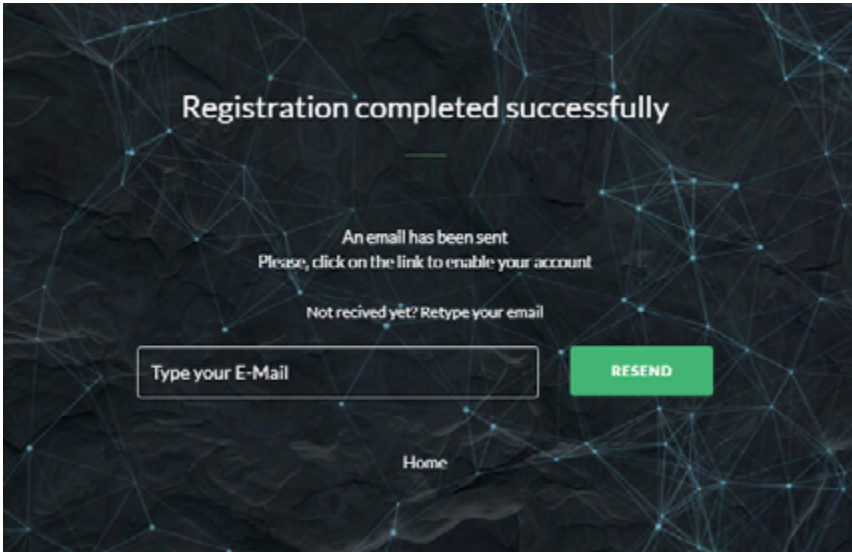 Registration completed successfully
An email has been sent
Please, click on the link to enable your account
Not recived yet? Retype your email
Type your E-Mail
RESEND
Home